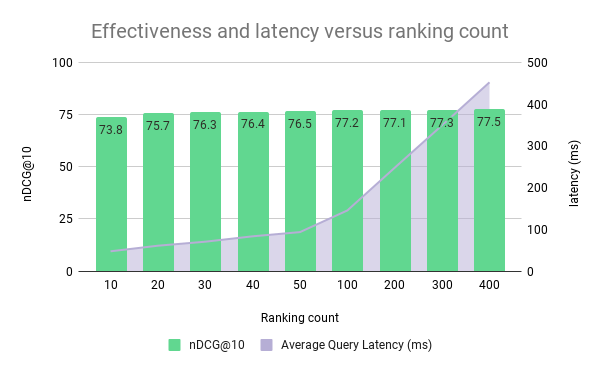 Effectiveness and latency versus ranking count
100
75
50
25
0
nDCG@10
73.8 75.7 76.3 76.4 76.5 77.2 77.1 77.3 77.5
500
400
300
200
100
0
latency (ms)
10 20 30 40 50 100 200 300 400
Ranking count
nDCG@10 Average Query Latency (ms)